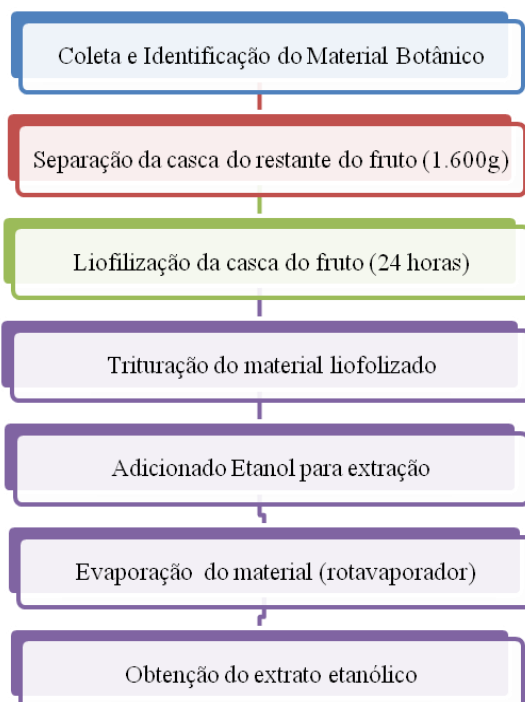 Coleta e Identificação do Material Botânico
Separação da casca do restante do fruto (1.600g)
Liofilização da casca do fruto (24 horas)
Trituração do material liofolizado
Adicionado Etanol para extração
Evaporação do material (rotavaporador)
Obtenção do extrato etanólico